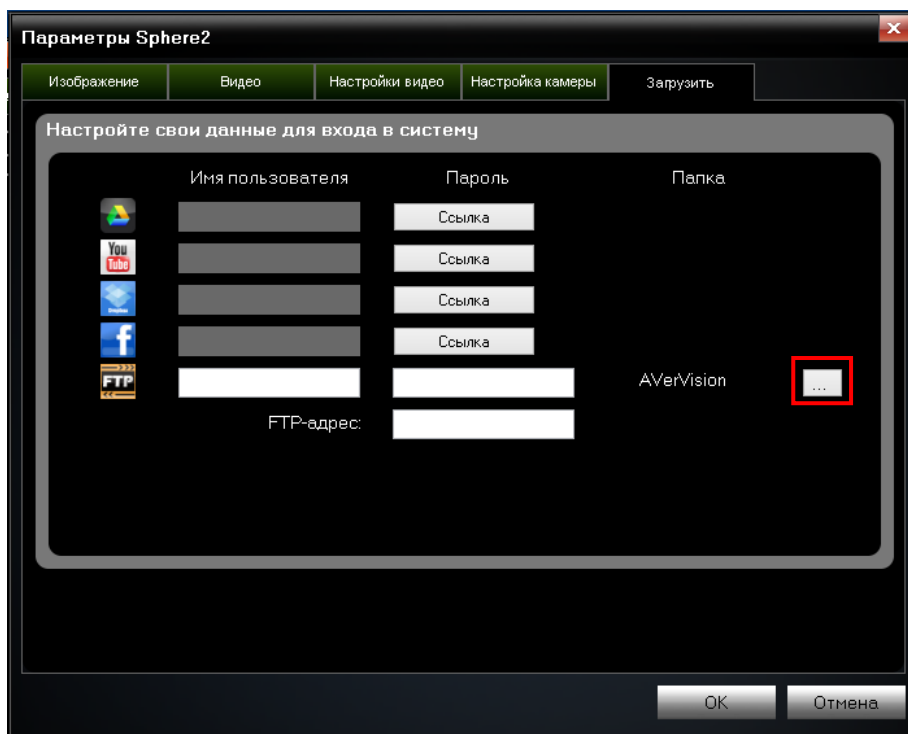 Параметры Sphere2
Изображение Видео Настройки видео Настройка камеры Загрузить
Настройте свои данные для входа в систему
Имя пользователя Пароль Папка
Ссылка
You Tube Ссылка
Dropbox Ссылка
f Ссылка
FTP AVerVision ...
FTP-адрес:
OK Отмена